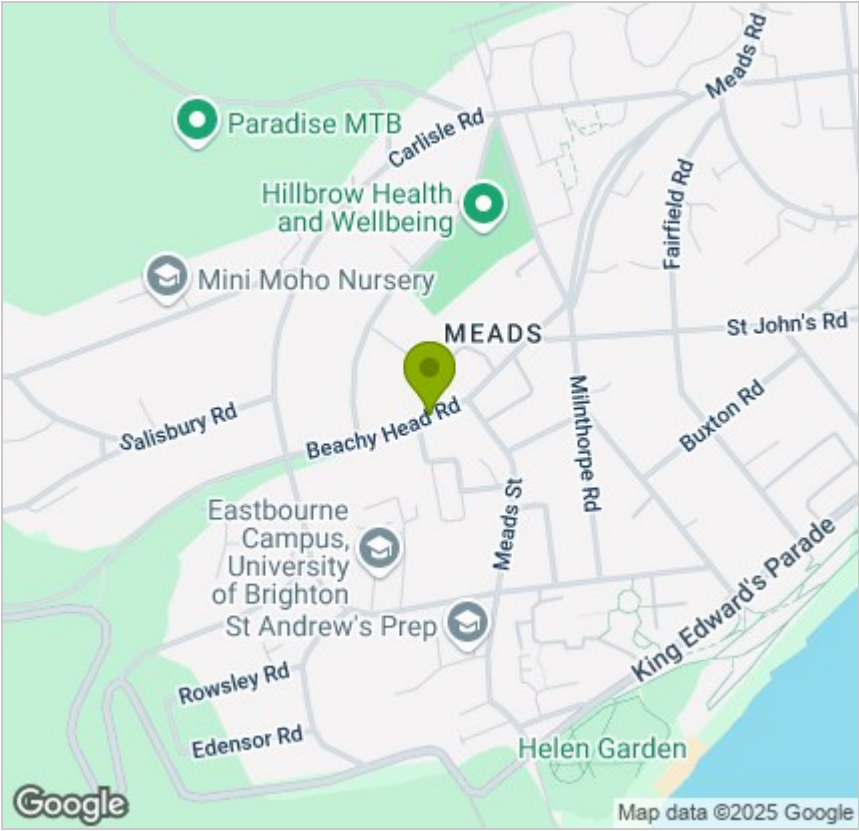 Meads Rd
Paradise MTB
Carlisle Rd
Hillbrow Health
and Wellbeing
Fairfield Rd
Mini Moho Nursery
MEADS
St John's Rd
Salisbury Rd
Beachy Head Rd
Milnthorpe Rd
Buxton Rd
Eastbourne
Campus,
University
of Brighton
Meads St
St Andrew's Prep
King Edward's Parade
Rowsley Rd
Edensor Rd
Helen Garden
Google
Map data ©2025 Google